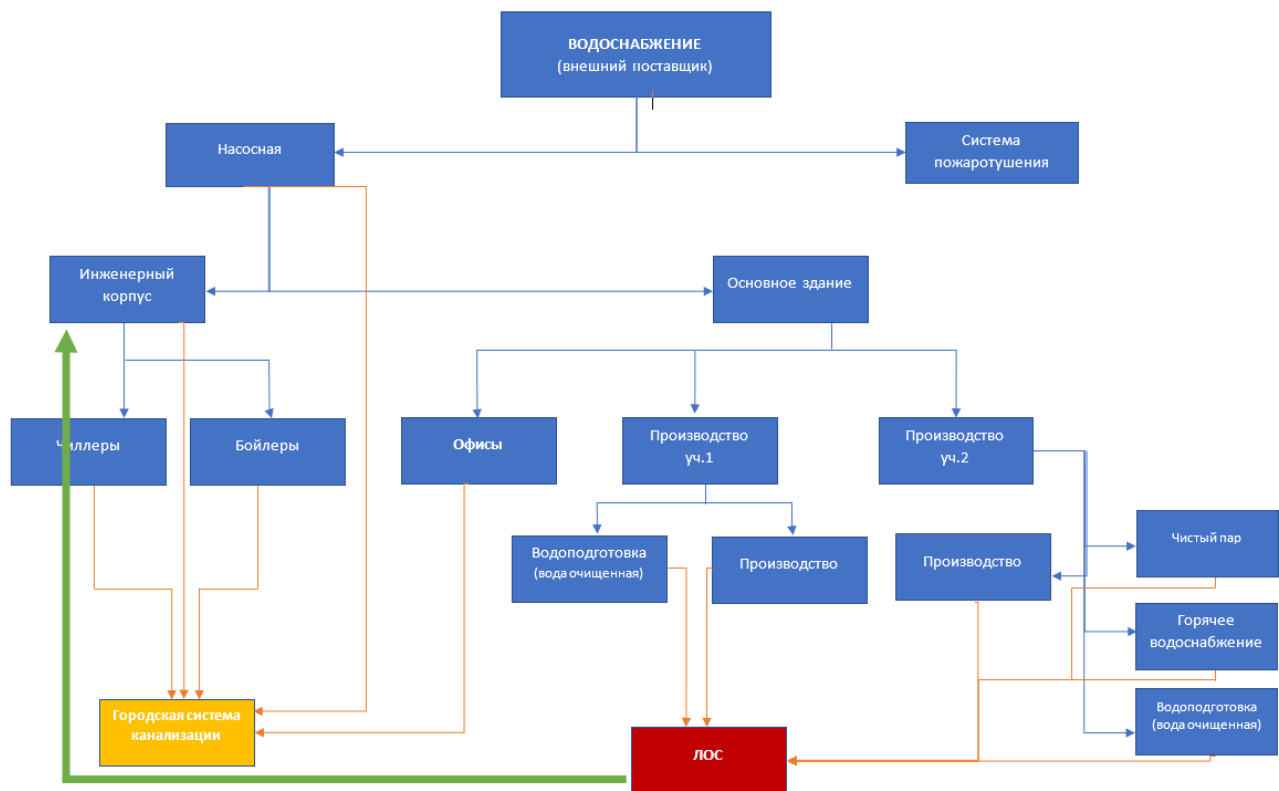 ВОДОСНАБЖЕНИЕ
(внешний поставщик)
Насосная
Система
пожаротушения
Инженерный
корпус
Основное здание
Чиллеры
Бойлеры
Офисы
Производство
уч.1
Производство
уч.2
Водоподготовка
(вода очищенная)
Производство
Производство
Чистый пар
Горячее
водоснабжение
Водоподготовка
(вода очищенная)
Городская система
канализации
ЛОС